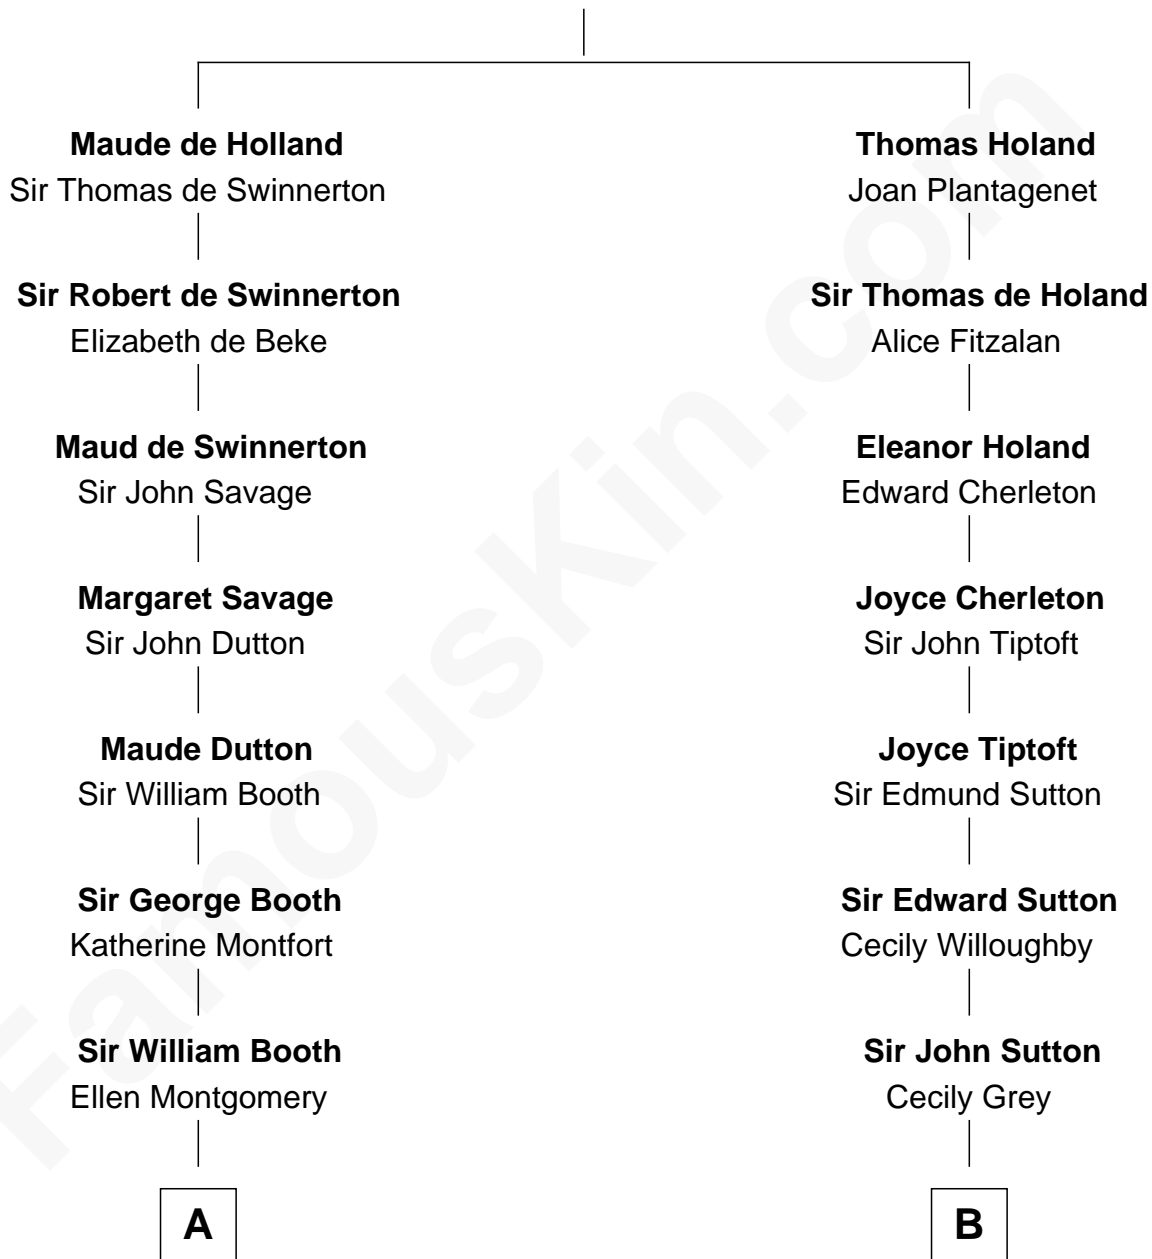 Maude de Holland
Sir Thomas de Swinnerton
Sir Robert de Swinnerton
Elizabeth de Beke
Maud de Swinnerton
Sir John Savage
Margaret Savage
Sir John Dutton
Maude Dutton
Sir William Booth
Sir George Booth
Katherine Montfort
Sir William Booth
Ellen Montgomery
A
Thomas Holand
Joan Plantagenet
Sir Thomas de Holand
Alice Fitzalan
Eleanor Holand
Edward Cherleton
Joyce Cherleton
Sir John Tiptoft
Joyce Tiptoft
Sir Edmund Sutton
Sir Edward Sutton
Cecily Willoughby
Sir John Sutton
Cecily Grey
B
FamousKin.com